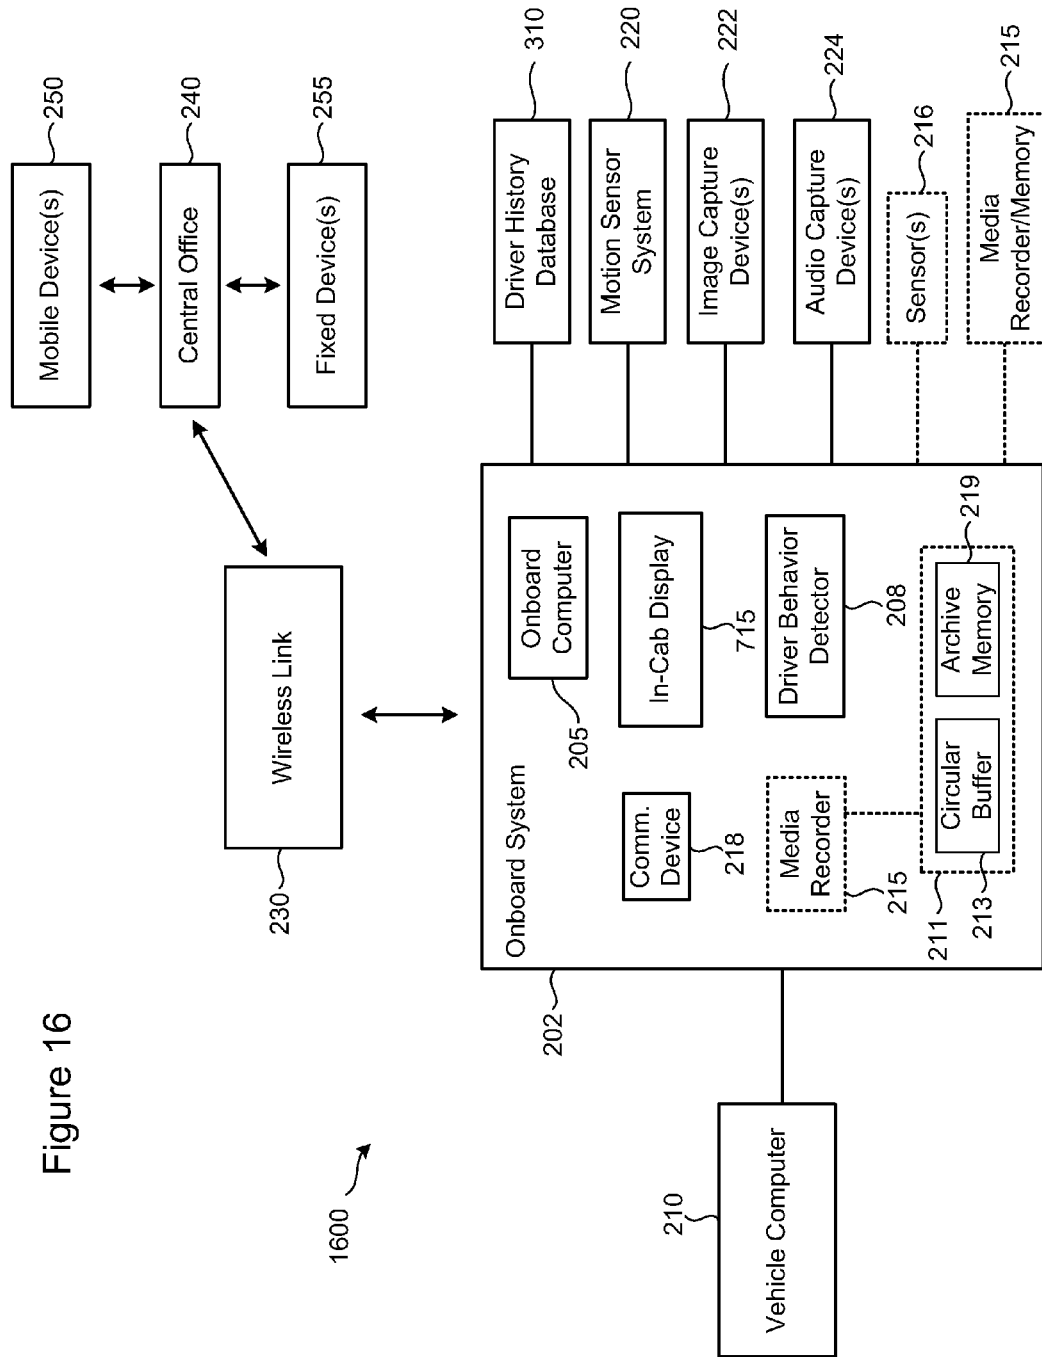 Figure 16
1600
Mobile Device(s)
250
Central Office
240
Fixed Device(s)
255
Wireless Link
230
Driver History
Database
310
Motion Sensor
System
220
Image Capture
Device(s)
222
Audio Capture
Device(s)
224
Sensor(s)
216
Media
Recorder/Memory
215
Onboard System
202
Onboard
Computer
205
In-Cab Display
715
Comm.
Device
218
Driver Behavior
Detector
208
Media
Recorder
215
211
Circular
Buffer
213
Archive
Memory
219
Vehicle Computer
210